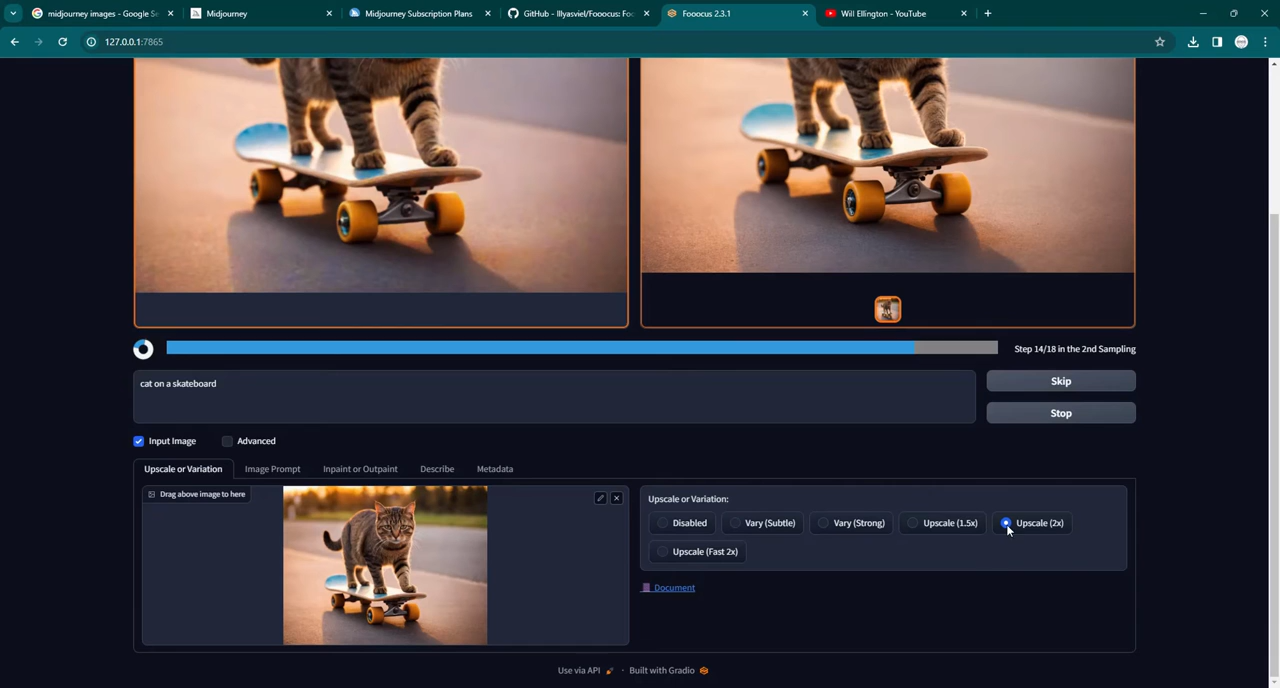 midjourney images - Google Se
Midjourney
Midjourney Subscription Plans
GitHub - lllyasviel/Fooocus: Foc
Fooocus 2.3.1
Will Ellington - YouTube
127.0.0.1:7865
Step 14/18 in the 2nd Sampling
cat on a skateboard
Skip
Stop
Input Image
Advanced
Upscale or Variation
Image Prompt
Inpaint or Outpaint
Describe
Metadata
Drag above image to here
Upscale or Variation:
Disabled
Vary (Subtle)
Vary (Strong)
Upscale (1.5x)
Upscale (2x)
Upscale (Fast 2x)
Document
Use via API
· Built with Gradio